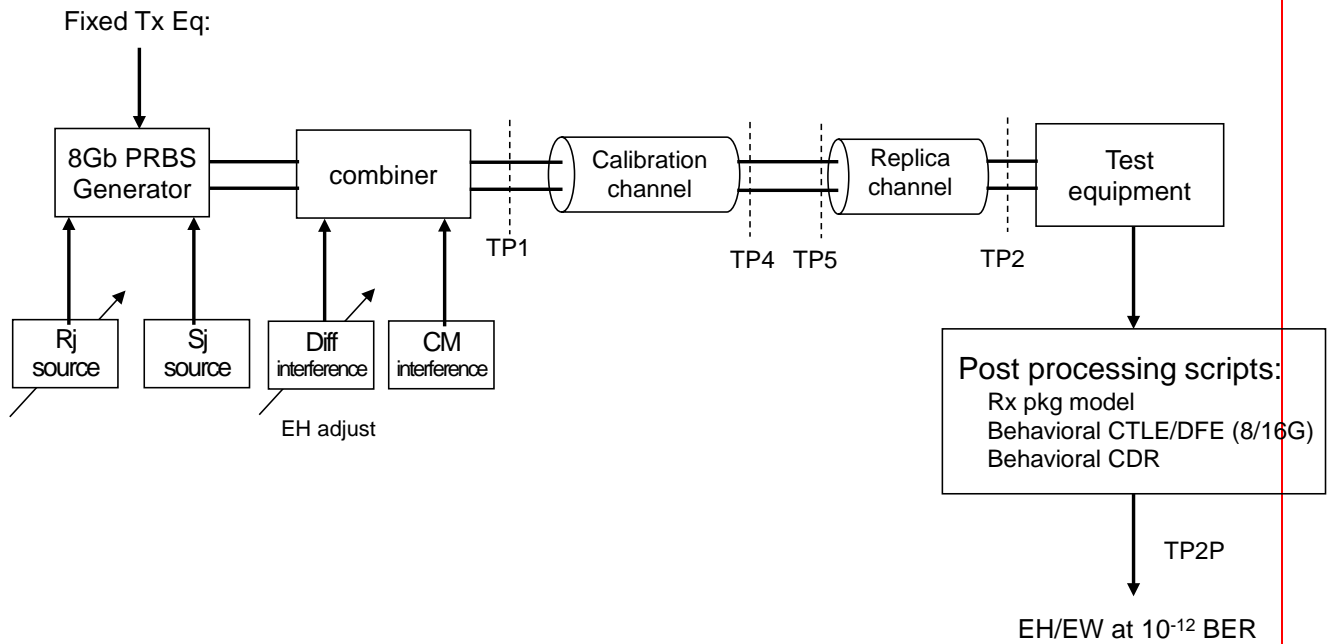 Fixed Tx Eq:
8Gb PRBS
Generator
combiner
Calibration
channel
Replica
channel
Test
equipment
TP1
TP4
TP5
TP2
Rj
source
Sj
source
Diff
interference
CM
interference
EH adjust
Post processing scripts:
Rx pkg model
Behavioral CTLE/DFE (8/16G)
Behavioral CDR
TP2P
EH/EW at 10-12 BER